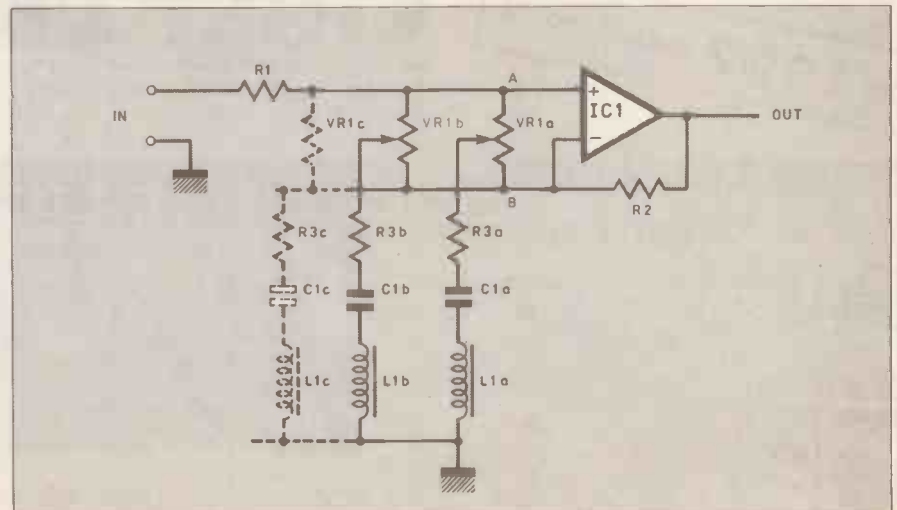 R1
A
IN
VR1c
VR1b
VR1a
+
IC1
−
OUT
B
R2
R3c
R3b
R3a
C1c
C1b
C1a
L1c
L1b
L1a